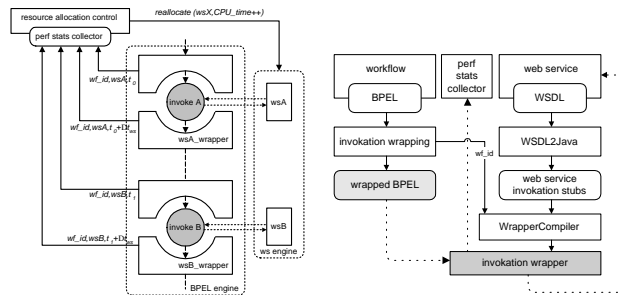 resource allocation control
perf stats collector
reallocate (wsX,CPU_time++)
wf_id,wsA,t0
invoke A
wsA
wsA_wrapper
wf_id,wsA,t0+Dtws
wf_id,wsB,t1
invoke B
wsB
wsB_wrapper
wf_id,wsB,t1+Dtws
ws engine
BPEL engine
workflow
BPEL
perf
stats
collector
web service
WSDL
invokation wrapping
wf_id
WSDL2Java
wrapped BPEL
web service
invokation stubs
WrapperCompiler
invokation wrapper